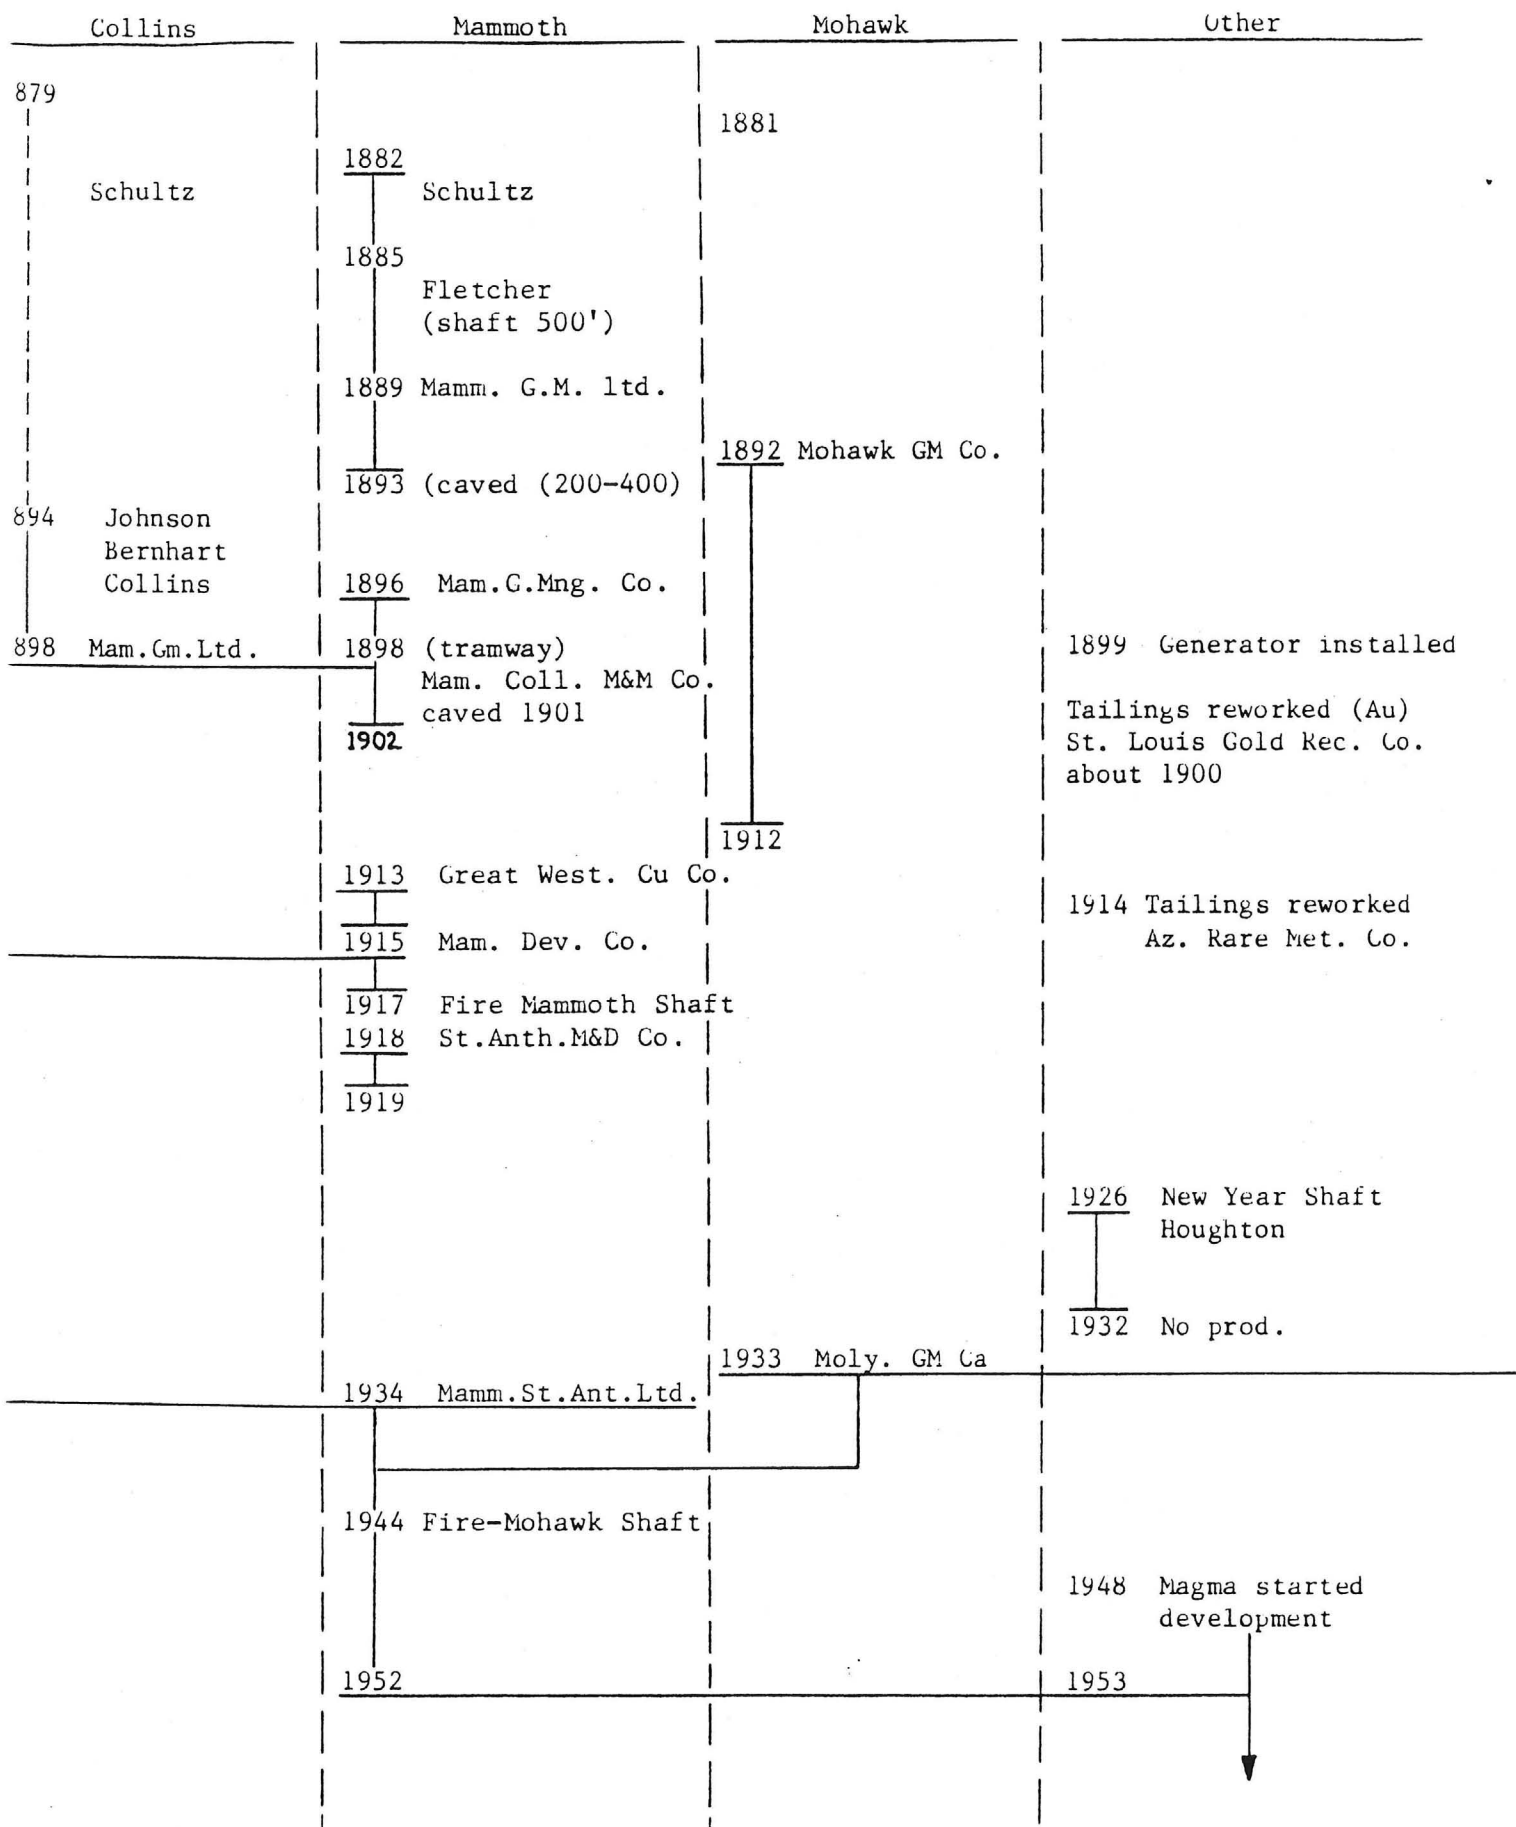 Collins
Mammoth
Mohawk
Other
879
1881
1882
Schultz
Schultz
1885
Fletcher
(shaft 500')
1889 Mamm. G.M. ltd.
1892 Mohawk GM Co.
1893 (caved (200-400)
894 Johnson
Bernhart
Collins
1896 Mam.G.Mng. Co.
898 Mam.Gm.Ltd.
1898 (tramway)
Mam. Coll. M&M Co.
caved 1901
1902
1899 Generator installed
Tailings reworked (Au)
St. Louis Gold Rec. Co.
about 1900
1912
1913 Great West. Cu Co.
1914 Tailings reworked
Az. Rare Met. Co.
1915 Mam. Dev. Co.
1917 Fire Mammoth Shaft
1918 St.Anth.M&D Co.
1919
1926 New Year Shaft
Houghton
1932 No prod.
1933 Moly. GM Ca
1934 Mamm.St.Ant.Ltd.
1944 Fire-Mohawk Shaft
1948 Magma started
development
1952
1953